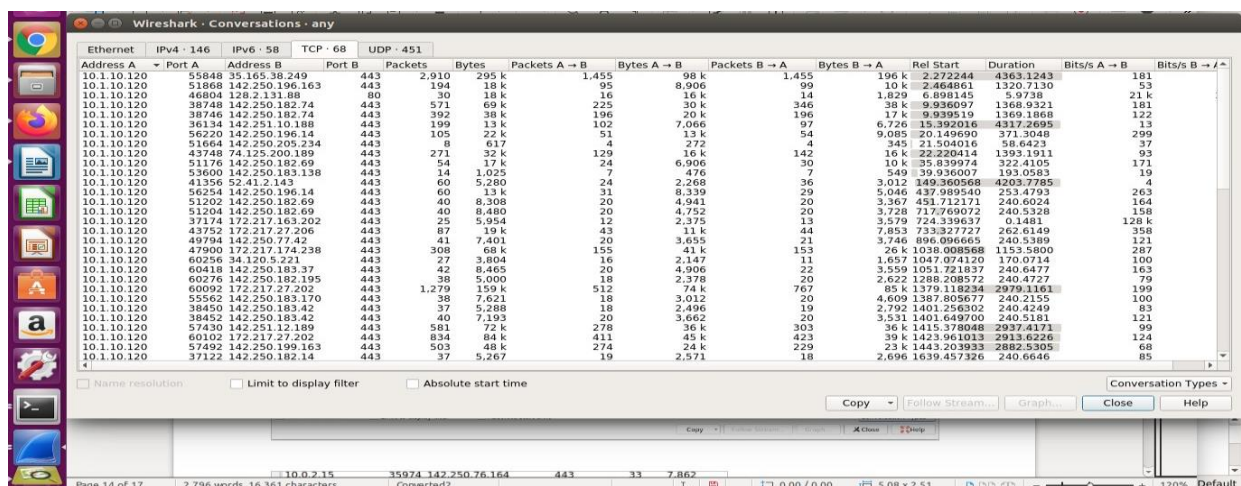 Wireshark · Conversations · any
Ethernet IPv4 · 146 IPv6 · 58 TCP · 68 UDP · 451
Address A Port A Address B Port B Packets Bytes Packets A → B Bytes A → B Packets B → A Bytes B → A Rel Start Duration Bits/s A → B Bits/s B → A
10.1.10.120 55848 35.165.38.249 443 2,910 295 k 1,455 98 k 1,455 196 k 2.272244 4363.1243 181
10.1.10.120 51868 142.250.196.163 443 194 18 k 95 8,906 99 10 k 2.464861 1320.7130 53
10.1.10.120 46804 128.2.131.88 80 30 18 k 16 16 k 14 1,829 6.898145 5.9738 21 k
10.1.10.120 38748 142.250.182.74 443 571 69 k 225 30 k 346 38 k 9.936097 1368.9321 181
10.1.10.120 38746 142.250.182.74 443 392 38 k 196 20 k 196 17 k 9.939519 1369.1868 122
10.1.10.120 36134 142.251.10.188 443 199 13 k 102 7,066 97 6,726 15.392016 4317.2695 13
10.1.10.120 56220 142.250.196.14 443 105 22 k 51 13 k 54 9,085 20.149690 371.3048 299
10.1.10.120 51664 142.250.205.234 443 8 617 4 272 4 345 21.504016 58.6423 37
10.1.10.120 43748 74.125.200.189 443 271 32 k 129 16 k 142 16 k 22.220414 1393.1911 93
10.1.10.120 51176 142.250.182.69 443 54 17 k 24 6,906 30 10 k 35.839974 322.4105 171
10.1.10.120 53600 142.250.183.138 443 14 1,025 7 476 7 549 39.936007 193.0583 19
10.1.10.120 41356 52.41.2.143 443 60 5,280 24 2,268 36 3,012 149.360568 4203.7785 4
10.1.10.120 56254 142.250.196.14 443 60 13 k 31 8,339 29 5,046 437.989540 253.4793 263
10.1.10.120 51202 142.250.182.69 443 40 8,308 20 4,941 20 3,367 451.712171 240.6024 164
10.1.10.120 51204 142.250.182.69 443 40 8,480 20 4,752 20 3,728 717.769072 240.5328 158
10.1.10.120 37174 172.217.163.202 443 25 5,954 12 2,375 13 3,579 724.339637 0.1481 128 k
10.1.10.120 43752 172.217.27.206 443 87 19 k 43 11 k 44 7,853 733.327727 262.6149 358
10.1.10.120 49794 142.250.77.42 443 41 7,401 20 3,655 21 3,746 896.096665 240.5389 121
10.1.10.120 47900 172.217.174.238 443 308 68 k 155 41 k 153 26 k 1038.008568 1153.5800 287
10.1.10.120 60256 34.120.5.221 443 27 3,804 16 2,147 11 1,657 1047.074120 170.0714 100
10.1.10.120 60418 142.250.183.37 443 42 8,465 20 4,906 22 3,559 1051.721837 240.6477 163
10.1.10.120 60276 142.250.182.195 443 38 5,000 18 2,378 20 2,622 1288.208572 240.4727 79
10.1.10.120 60092 172.217.27.202 443 1,279 159 k 512 74 k 767 85 k 1379.118234 2979.1161 199
10.1.10.120 55562 142.250.183.170 443 38 7,621 18 3,012 20 4,609 1387.805677 240.2155 100
10.1.10.120 38450 142.250.183.42 443 37 5,288 18 2,496 19 2,792 1401.256302 240.4249 83
10.1.10.120 38452 142.250.183.42 443 40 7,193 20 3,662 20 3,531 1401.649700 240.5181 121
10.1.10.120 57430 142.251.12.189 443 581 72 k 278 36 k 303 36 k 1415.378048 2937.4171 99
10.1.10.120 60102 172.217.27.202 443 834 84 k 411 45 k 423 39 k 1423.961013 2913.6226 124
10.1.10.120 57492 142.250.199.163 443 503 48 k 274 24 k 229 23 k 1443.203933 2882.5305 68
10.1.10.120 37122 142.250.182.14 443 37 5,267 19 2,571 18 2,696 1639.457326 240.6646 85
Name resolution Limit to display filter Absolute start time Conversation Types
Copy Follow Stream... Graph... Close Help
Copy Close Help
10.0.2.15 35974 142.250.76.164 443 33 7,862
Page 14 of 17 2,796 words, 16,361 characters Converted2 0.00 / 0.00 5.08 x 2.51 120% Default